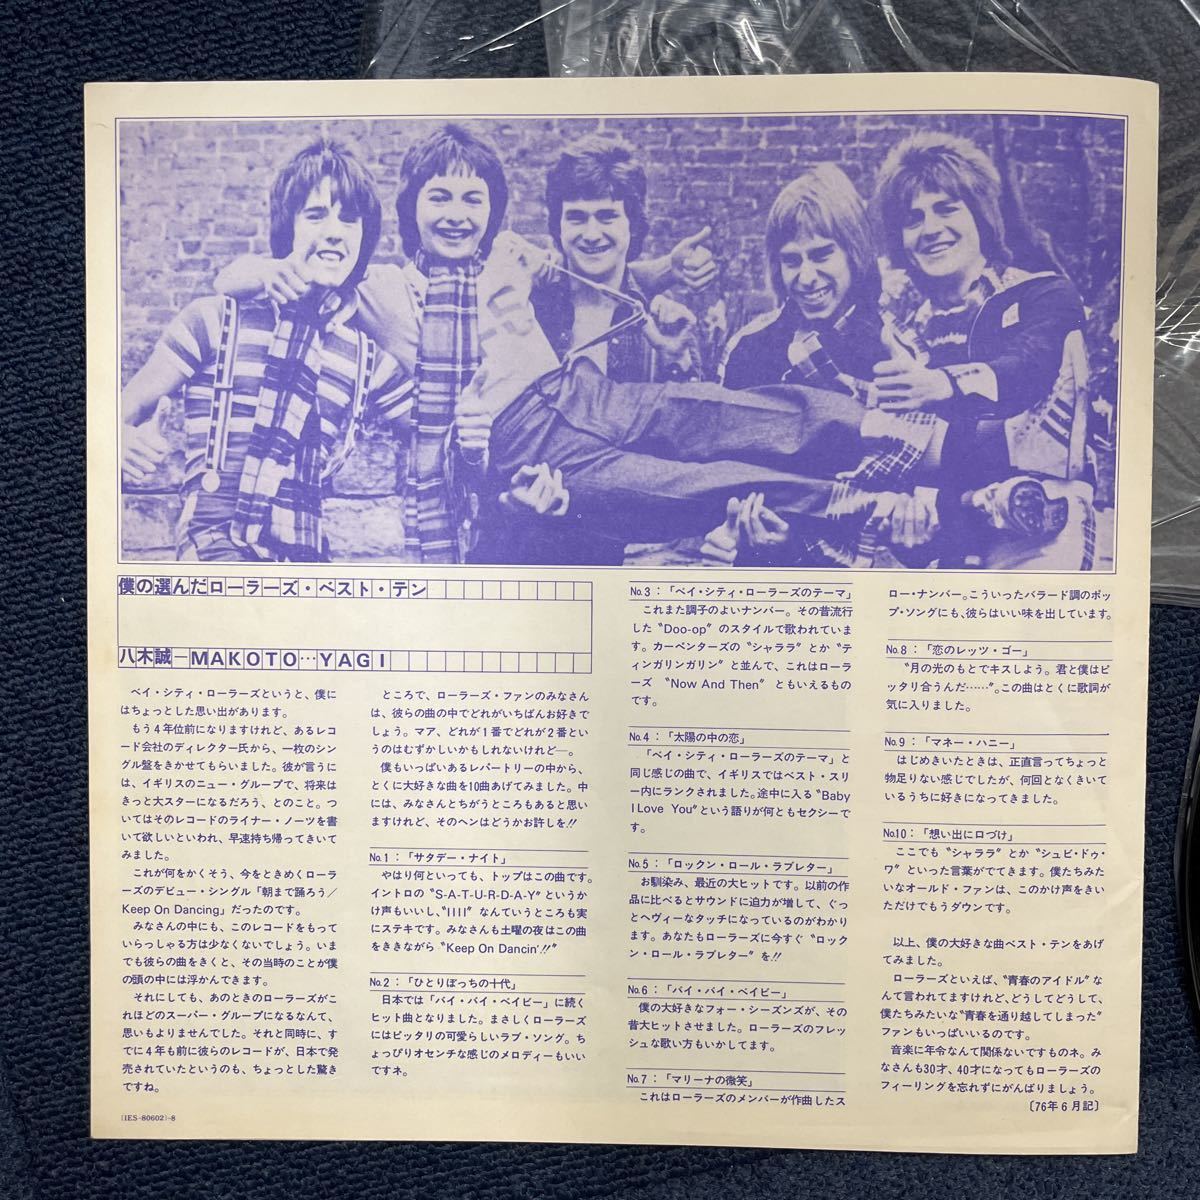 僕の選んだローラーズ・ベスト・テン
八木誠—MAKOTO…YAGI
ベイ・シティ・ローラーズというと、僕に
はちょっとした思い出があります。
もう4年位前になりますけれど、あるレコ
ード会社のディレクター氏から、一枚のシン
グル盤をきかせてもらいました。彼が言うに
は、イギリスのニュー・グループで、将来は
きっと大スターになるだろう、とのこと。つ
いてはそのレコードのライナー・ノーツを書
いて欲しいといわれ、早速持ち帰ってきいて
みました。
これが何をかくそう、今をときめくローラ
ーズのデビュー・シングル「朝まで踊ろう／
Keep On Dancing」だったのです。
みなさんの中にも、このレコードをもって
いらっしゃる方は少なくないでしょう。いま
でも彼らの曲をきくと、その当時のことが僕
の頭の中には浮かんできます。
それにしても、あのときのローラーズがこ
れほどのスーパー・グループになるなんて、
思いもよりませんでした。それと同時に、す
でに4年も前に彼らのレコードが、日本で発
売されていたというのも、ちょっとした驚き
ですね。
(IES-80602)-8
ところで、ローラーズ・ファンのみなさん
は、彼らの曲の中でどれがいちばんお好きで
しょう。マア、どれが1番でどれが2番とい
うのはむずかしいかもしれないけれど—。
僕もいっぱいあるレパートリーの中から、
とくに大好きな曲を10曲あげてみました。中
には、みなさんとちがうところもあると思い
ますけれど、そのヘンはどうかお許しを!!
No.1：「サタデー・ナイト」
やはり何といっても、トップはこの曲です。
イントロの“S-A-T-U-R-D-A-Y”というか
け声もいいし、“IIII”なんていうところも実
にステキです。みなさんも土曜の夜はこの曲
をききながら“Keep On Dancin'!!”
No.2：「ひとりぼっちの十代」
日本では「バイ・バイ・ベイビー」に続く
ヒット曲となりました。まさしくローラーズ
にはピッタリの可愛らしいラブ・ソング。ち
ょっぴりオセンチな感じのメロディーもいい
ですネ。
No.3：「ベイ・シティ・ローラーズのテーマ」
これまた調子のよいナンバー。その昔流行
した“Doo-op”のスタイルで歌われていま
す。カーペンターズの“シャララ”とか“テ
ィンガリンガリン”と並んで、これはローラ
ーズ “Now And Then” ともいえるもの
です。
No.4：「太陽の中の恋」
「ベイ・シティ・ローラーズのテーマ」と
同じ感じの曲で、イギリスではベスト・スリ
ー内にランクされました。途中に入る“Baby
I Love You”という語りが何ともセクシーで
す。
No.5：「ロックン・ロール・ラブレター」
お馴染み、最近の大ヒットです。以前の作
品に比べるとサウンドに迫力が増して、ぐっ
とヘヴィーなタッチになっているのがわかり
ます。あなたもローラーズに今すぐ“ロック
ン・ロール・ラブレター”を!!
No.6：「バイ・バイ・ベイビー」
僕の大好きなフォー・シーズンズが、その
昔大ヒットさせました。ローラーズのフレッ
シュな歌い方もいかしてます。
No.7：「マリーナの微笑」
これはローラーズのメンバーが作曲したス
ロー・ナンバー。こういったバラード調のポッ
プ・ソングにも、彼らはいい味を出しています。
No.8：「恋のレッツ・ゴー」
“月の光のもとでキスしよう。君と僕はピ
ッタリ合うんだ……”。この曲はとくに歌詞が
気に入りました。
No.9：「マネー・ハニー」
はじめきいたときは、正直言ってちょっと
物足りない感じでしたが、何回となくきいて
いるうちに好きになってきました。
No.10：「想い出に口づけ」
ここでも“シャララ”とか“シュビ・ドゥ・
ワ”といった言葉がでてきます。僕たちみた
いなオールド・ファンは、このかけ声をきい
ただけでもうダウンです。
以上、僕の大好きな曲ベスト・テンをあげ
てみました。
ローラーズといえば、“青春のアイドル”な
んて言われてますけれど、どうしてどうして、
僕たちみたいな“青春を通り越してしまった”
ファンもいっぱいいるのです。
音楽に年令なんて関係ないですものネ。み
なさんも30才、40才になってもローラーズの
フィーリングを忘れずにがんばりましょう。
〔76年6月記〕